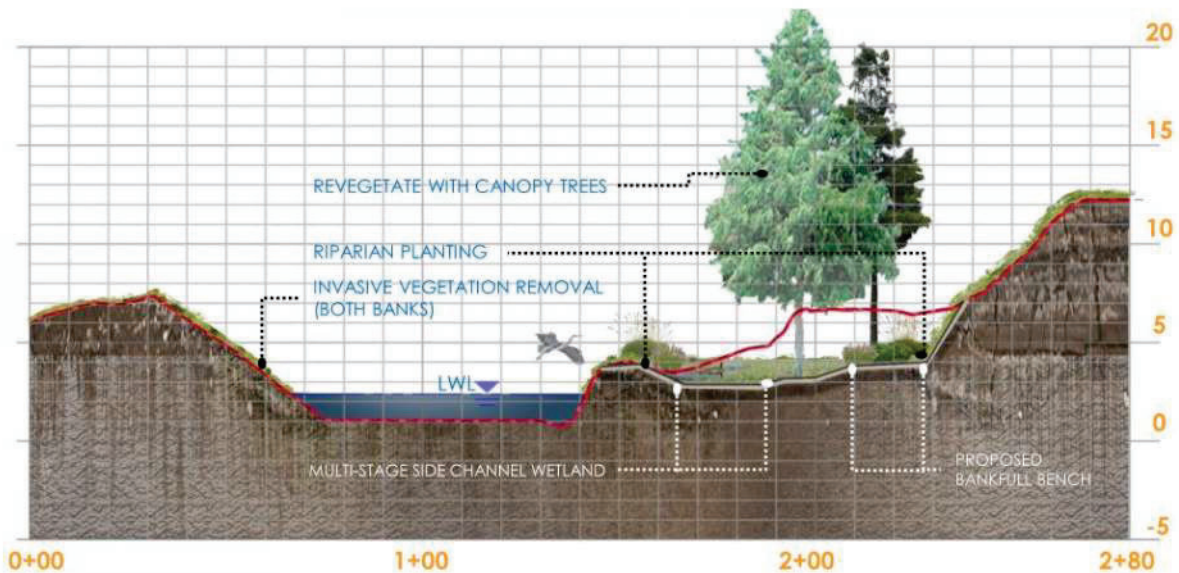 20
15
REVEGETATE WITH CANOPY TREES
RIPARIAN PLANTING
10
INVASIVE VEGETATION REMOVAL
(BOTH BANKS)
5
LWL
0
MULTI-STAGE SIDE CHANNEL WETLAND
PROPOSED
BANKFULL BENCH
-5
0+00 1+00 2+00 2+80